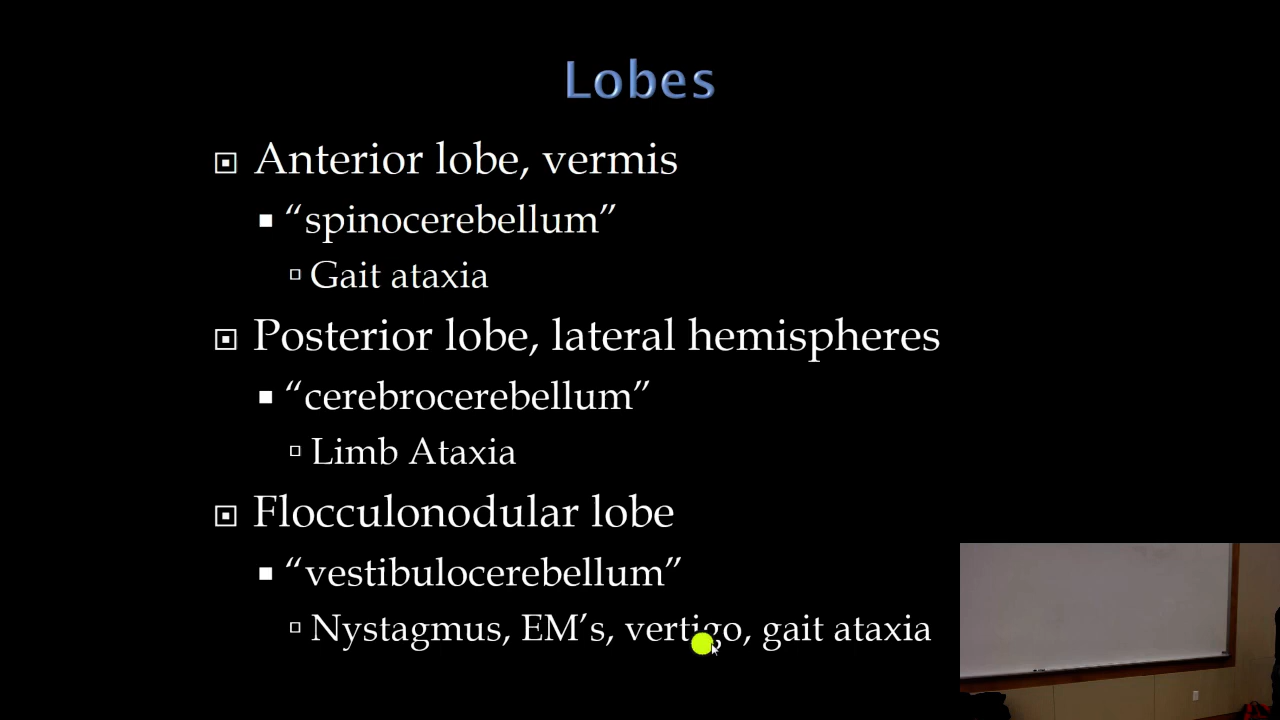 Lobes
Anterior lobe, vermis
“spinocerebellum”
Gait ataxia
Posterior lobe, lateral hemispheres
“cerebrocerebellum”
Limb Ataxia
Flocculonodular lobe
“vestibulocerebellum”
Nystagmus, EM’s, vertigo, gait ataxia